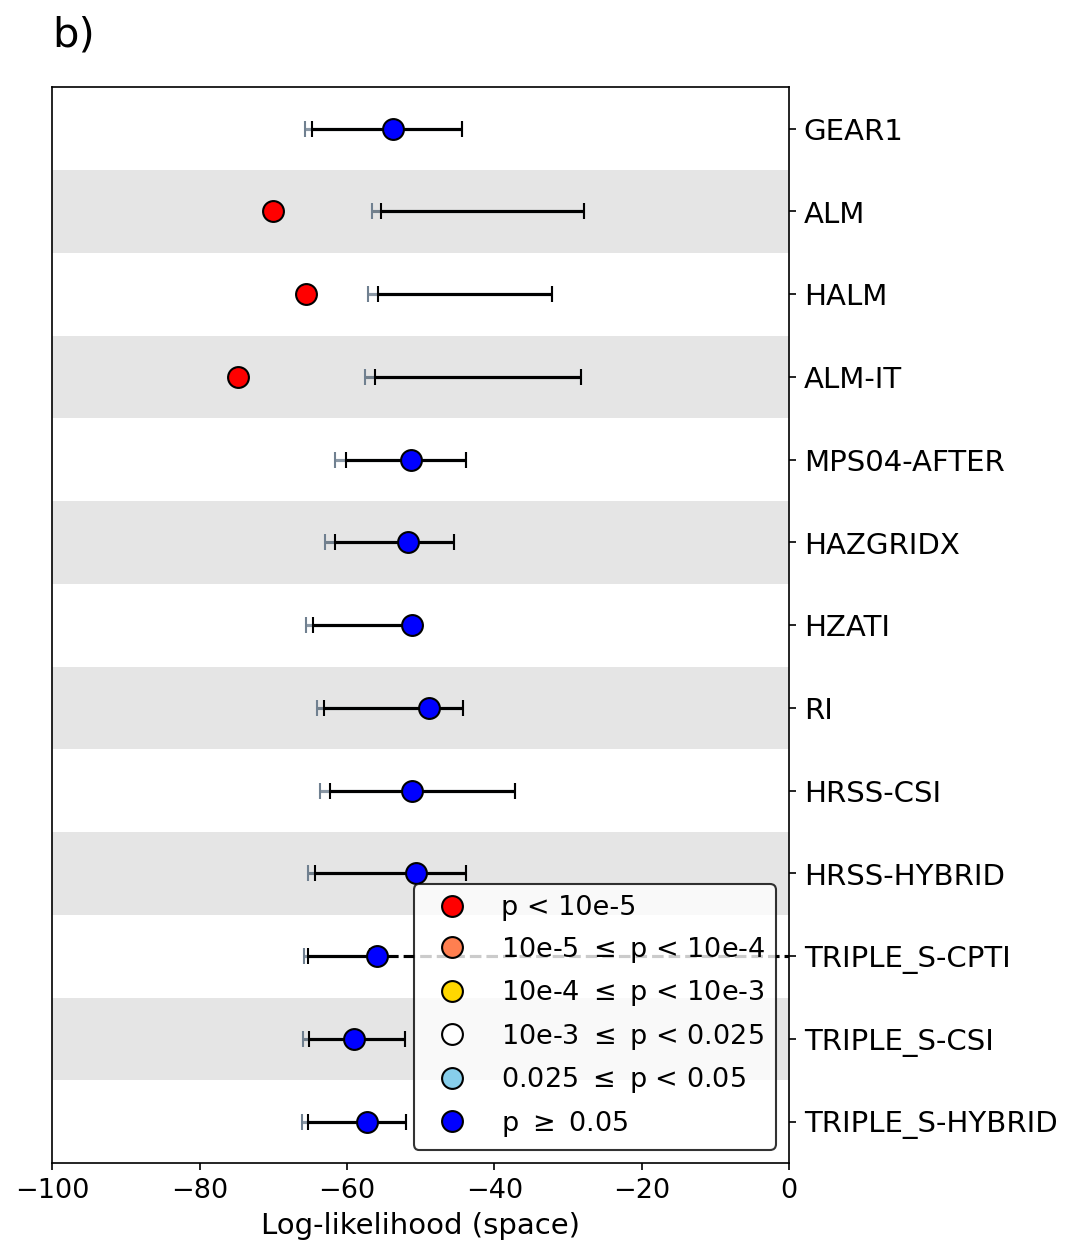 b)
GEAR1
ALM
HALM
ALM-IT
MPS04-AFTER
HAZGRIDX
HZATI
RI
HRSS-CSI
HRSS-HYBRID
TRIPLE_S-CPTI
TRIPLE_S-CSI
TRIPLE_S-HYBRID
p < 10e-5
10e-5 ≤ p < 10e-4
10e-4 ≤ p < 10e-3
10e-3 ≤ p < 0.025
0.025 ≤ p < 0.05
p ≥ 0.05
−100 −80 −60 −40 −20 0
Log-likelihood (space)